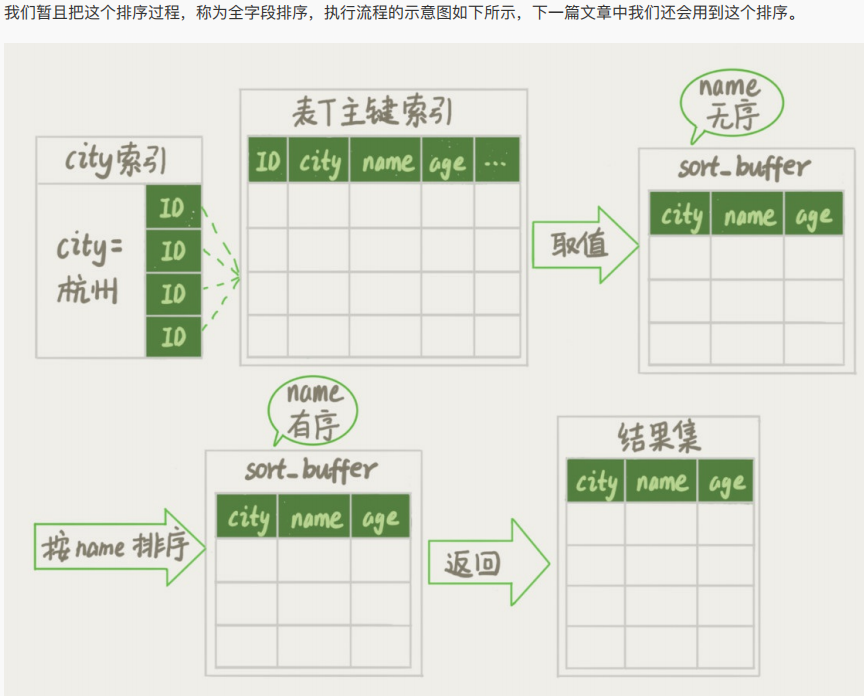 我们暂且把这个排序过程，称为全字段排序，执行流程的示意图如下所示，下一篇文章中我们还会用到这个排序。
city索引
city=
杭州
ID
ID
ID
ID
表T主键索引
ID city name age ...
取值
name
无序
sort_buffer
city name age
按name排序
name
有序
sort_buffer
city name age
返回
结果集
city name age